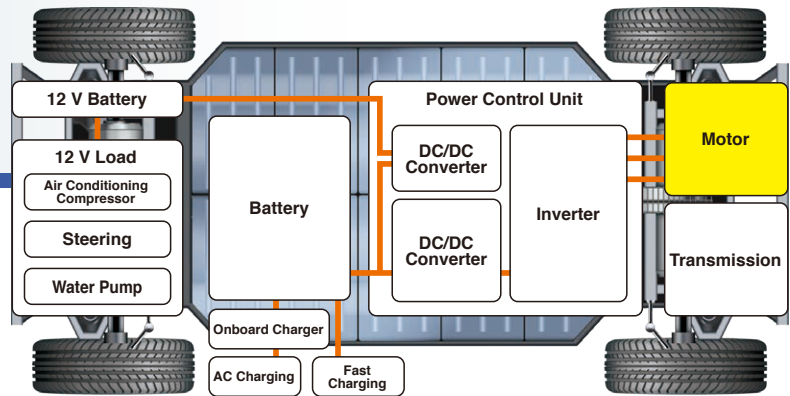 12 V Battery
12 V Load
Air Conditioning
Compressor
Steering
Water Pump
Battery
Onboard Charger
AC Charging
Fast
Charging
Power Control Unit
DC/DC
Converter
DC/DC
Converter
Inverter
Motor
Transmission